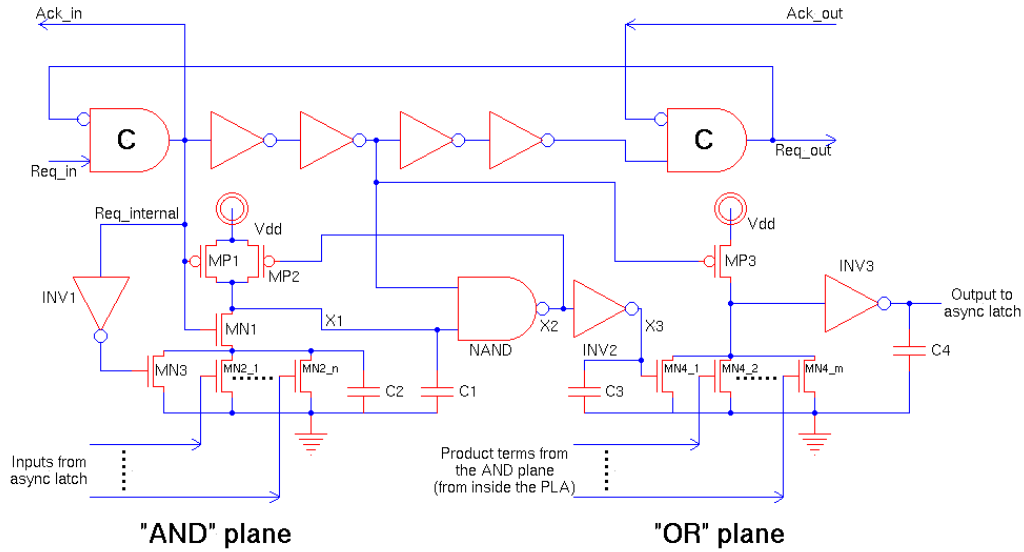 Ack_in
Ack_out
C
C
Req_in
Req_out
Req_internal
Vdd
Vdd
MP1
MP2
MP3
INV1
INV3
Output to
async latch
MN1
X1
X2
X3
NAND
INV2
MN3
MN2_1
MN2_n
C2
C1
C3
MN4_1
MN4_2
MN4_m
C4
Inputs from
async latch
Product terms from
the AND plane
(from inside the PLA)
"AND" plane
"OR" plane